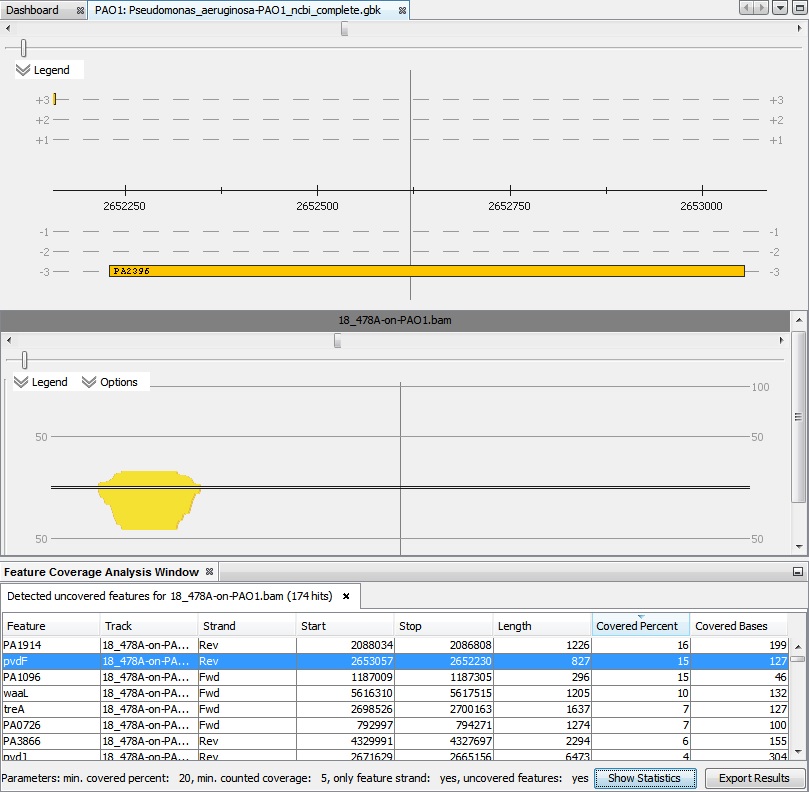 Dashboard PAO1: Pseudomonas_aeruginosa-PAO1_ncbi_complete.gbk
Legend
+3 +3
+2 +2
+1 +1
2652250 2652500 2652750 2653000
-1 -1
-2 -2
-3 PA2396 -3
18_478A-on-PAO1.bam
Legend Options 100
50 50
50 50
Feature Coverage Analysis Window
Detected uncovered features for 18_478A-on-PAO1.bam (174 hits)
Feature Track Strand Start Stop Length Covered Percent Covered Bases
PA1914 18_478A-on-PA... Rev 2088034 2086808 1226 16 199
pvdF 18_478A-on-PA... Rev 2653057 2652230 827 15 127
PA1096 18_478A-on-PA... Fwd 1187009 1187305 296 15 46
waaL 18_478A-on-PA... Fwd 5616310 5617515 1205 10 132
treA 18_478A-on-PA... Fwd 2698526 2700163 1637 7 127
PA0726 18_478A-on-PA... Fwd 792997 794271 1274 7 100
PA3866 18_478A-on-PA... Rev 4329991 4327697 2294 6 155
pvdJ 18_478A-on-PA... Rev 2671629 2665156 6473 4 304
Parameters: min. covered percent: 20, min. counted coverage: 5, only feature strand: yes, uncovered features: yes Show Statistics Export Results